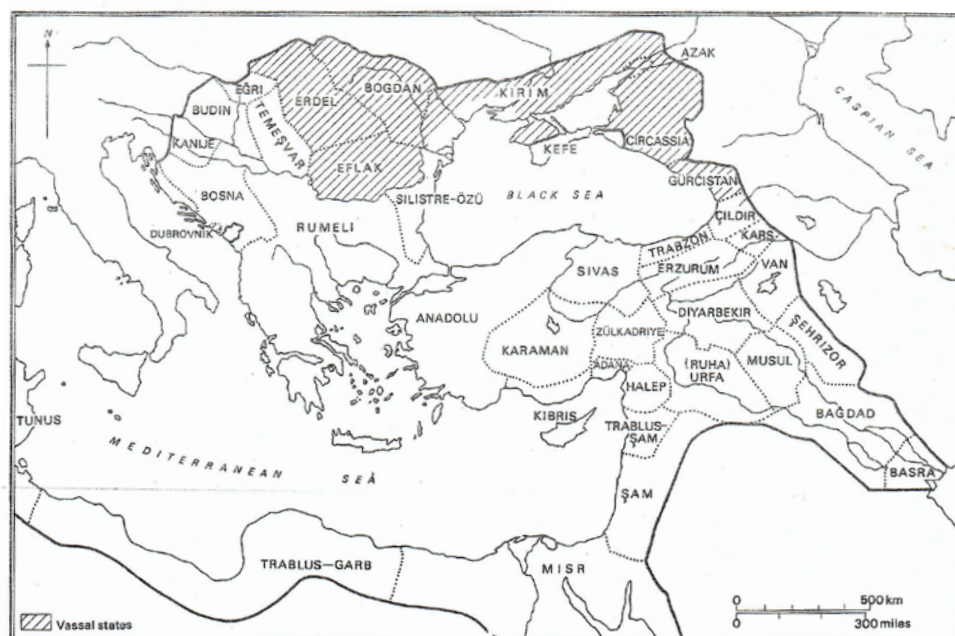 N
AZAK
EĞRI
BUDIN
ERDEL
BOGDAN
KIRIM
TEMEŞVAR
KANIJE
CIRCASSIA
KEFE
CASPIAN SEA
EFLAK
GÜRCISTAN
BOSNA
SILISTRE-ÖZÜ
BLACK SEA
ÇILDIR
DUBROVNIK
RUMELI
TRABZON
KARS
SIVAS
ERZURUM
VAN
ANADOLU
ZÜLKADRIYE
DIYARBEKIR
ŞEHRIZOR
KARAMAN
ADANA
(RUHA)
URFA
MUSUL
HALEP
KIBRIS
BAGDAD
TUNUS
TRABLUS-
ŞAM
MEDITERRANEAN SEA
BASRA
ŞAM
TRABLUS-GARB
MISR
Vassal states
0 500 km
0 300 miles